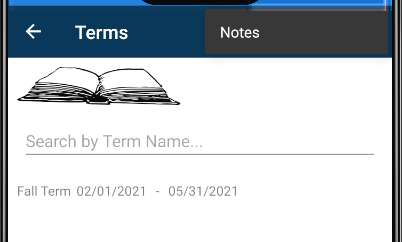 Terms
Notes
Search by Term Name...
Fall Term 02/01/2021 - 05/31/2021